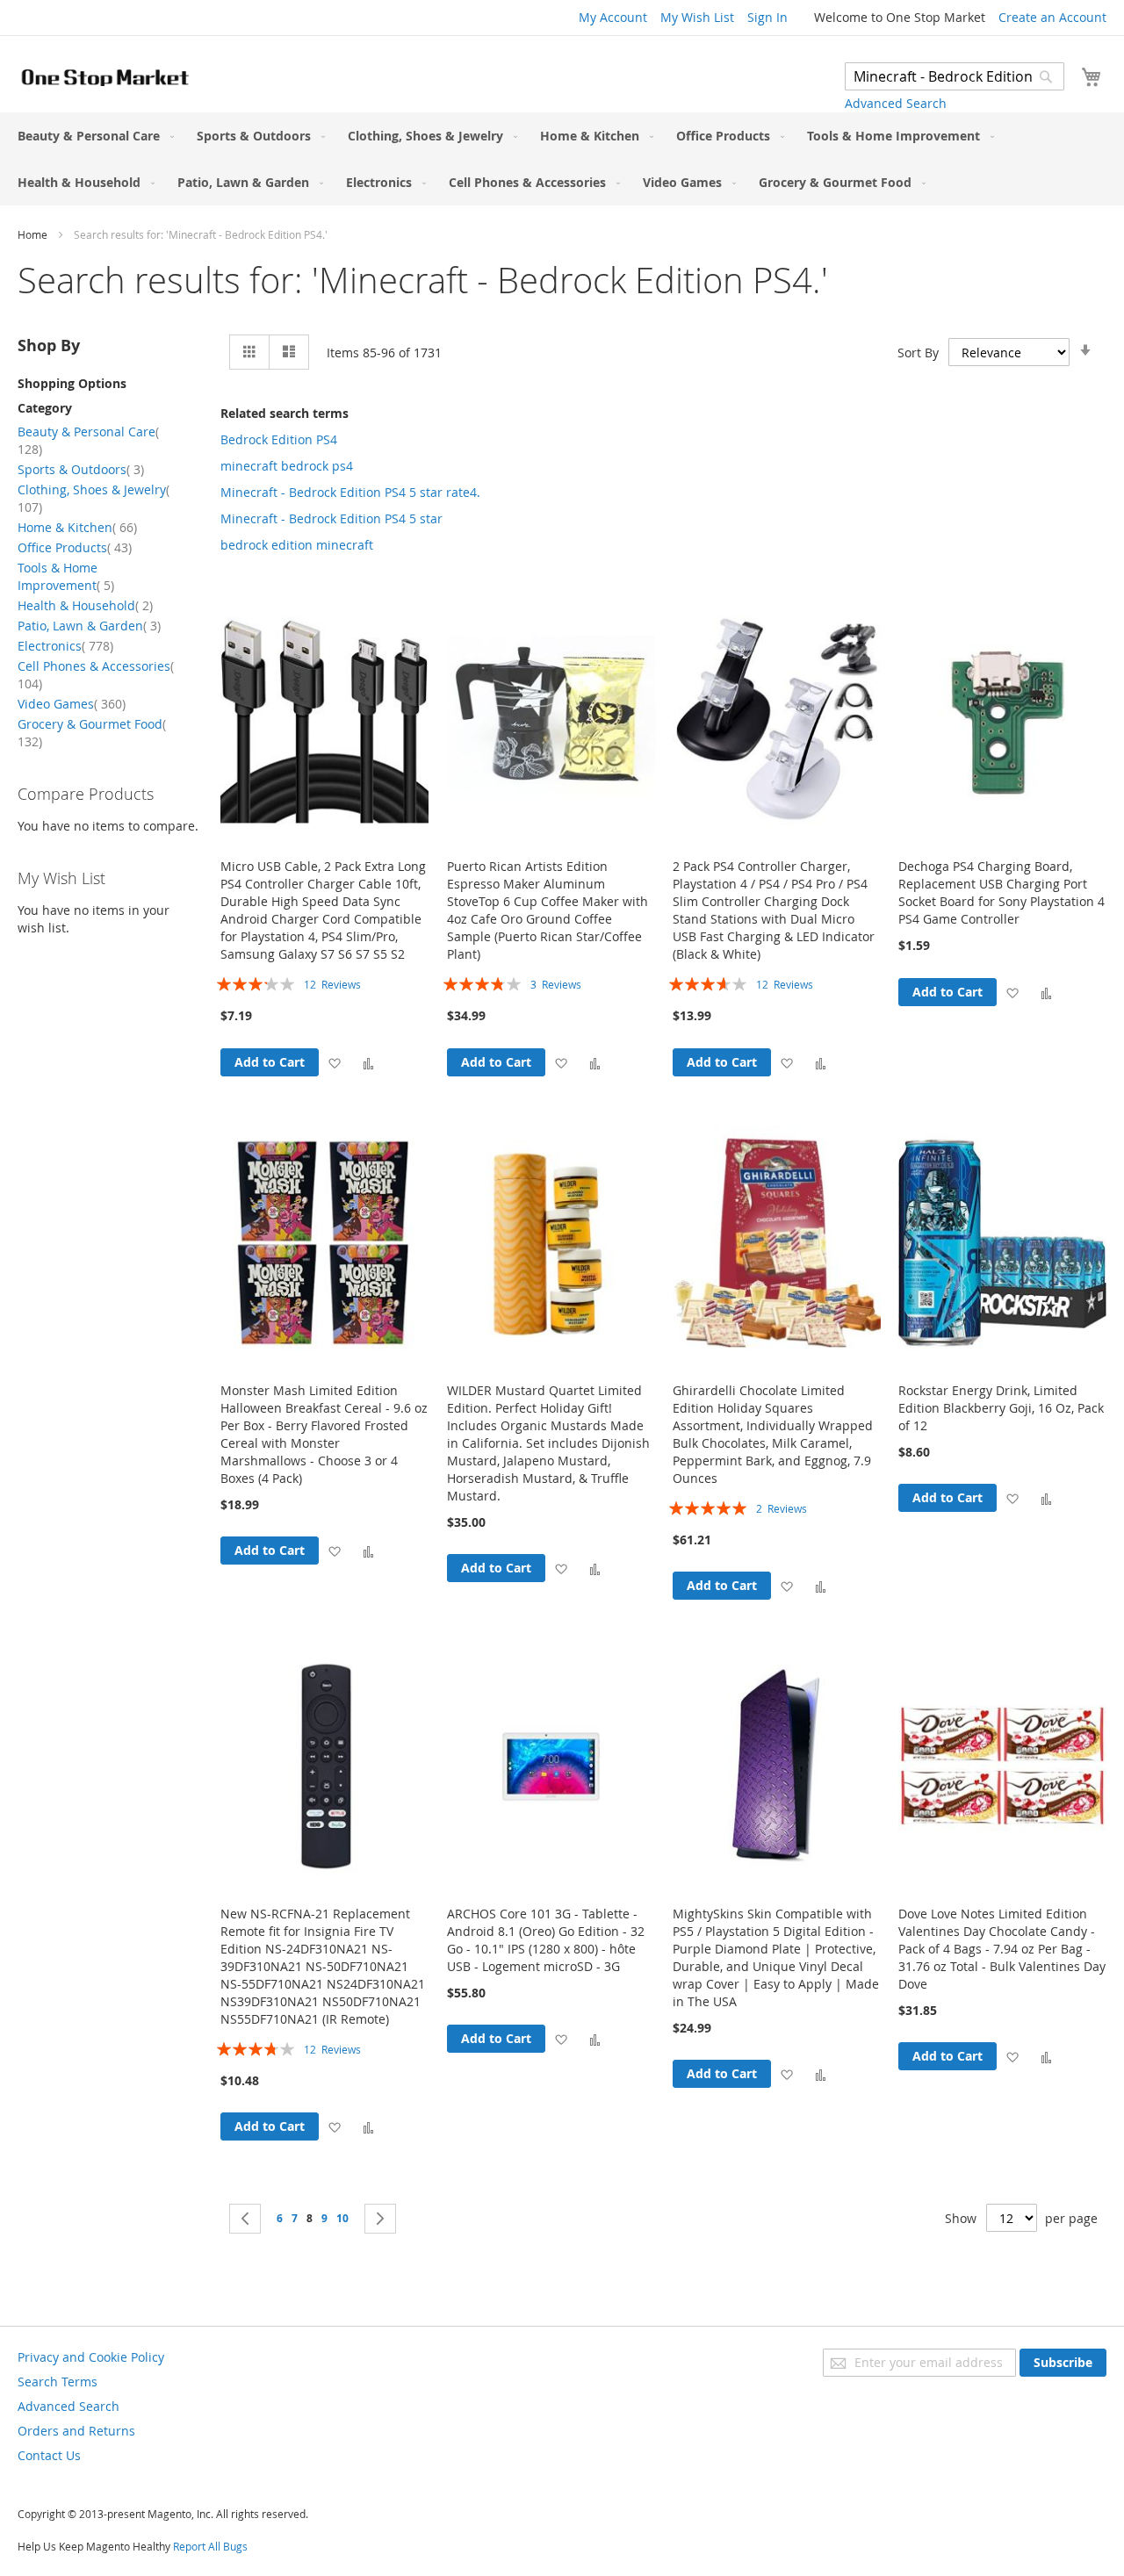 My Account My Wish List Sign In Welcome to One Stop Market Create an Account
One Stop Market
Minecraft - Bedrock Edition
Advanced Search
Beauty & Personal Care Sports & Outdoors Clothing, Shoes & Jewelry Home & Kitchen Office Products Tools & Home Improvement
Health & Household Patio, Lawn & Garden Electronics Cell Phones & Accessories Video Games Grocery & Gourmet Food
Home Search results for: 'Minecraft - Bedrock Edition PS4.'
Search results for: 'Minecraft - Bedrock Edition PS4.'
Shop By
Shopping Options
Category
Beauty & Personal Care(
128)
Sports & Outdoors( 3)
Clothing, Shoes & Jewelry(
107)
Home & Kitchen( 66)
Office Products( 43)
Tools & Home
Improvement( 5)
Health & Household( 2)
Patio, Lawn & Garden( 3)
Electronics( 778)
Cell Phones & Accessories(
104)
Video Games( 360)
Grocery & Gourmet Food(
132)
Compare Products
You have no items to compare.
My Wish List
You have no items in your
wish list.
Items 85-96 of 1731
Sort By Relevance
Related search terms
Bedrock Edition PS4
minecraft bedrock ps4
Minecraft - Bedrock Edition PS4 5 star rate4.
Minecraft - Bedrock Edition PS4 5 star
bedrock edition minecraft
ORO
Micro USB Cable, 2 Pack Extra Long
PS4 Controller Charger Cable 10ft,
Durable High Speed Data Sync
Android Charger Cord Compatible
for Playstation 4, PS4 Slim/Pro,
Samsung Galaxy S7 S6 S7 S5 S2
12 Reviews
$7.19
Add to Cart
Puerto Rican Artists Edition
Espresso Maker Aluminum
StoveTop 6 Cup Coffee Maker with
4oz Cafe Oro Ground Coffee
Sample (Puerto Rican Star/Coffee
Plant)
3 Reviews
$34.99
Add to Cart
2 Pack PS4 Controller Charger,
Playstation 4 / PS4 / PS4 Pro / PS4
Slim Controller Charging Dock
Stand Stations with Dual Micro
USB Fast Charging & LED Indicator
(Black & White)
12 Reviews
$13.99
Add to Cart
Dechoga PS4 Charging Board,
Replacement USB Charging Port
Socket Board for Sony Playstation 4
PS4 Game Controller
$1.59
Add to Cart
MONSTER MASH MONSTER MASH
MONSTER MASH MONSTER MASH
WILDER
WILDER
WILDER
WILDER
GHIRARDELLI
SQUARES
Holiday
HALO
INFINITE
ROCKSTAR
Monster Mash Limited Edition
Halloween Breakfast Cereal - 9.6 oz
Per Box - Berry Flavored Frosted
Cereal with Monster
Marshmallows - Choose 3 or 4
Boxes (4 Pack)
$18.99
Add to Cart
WILDER Mustard Quartet Limited
Edition. Perfect Holiday Gift!
Includes Organic Mustards Made
in California. Set includes Dijonish
Mustard, Jalapeno Mustard,
Horseradish Mustard, & Truffle
Mustard.
$35.00
Add to Cart
Ghirardelli Chocolate Limited
Edition Holiday Squares
Assortment, Individually Wrapped
Bulk Chocolates, Milk Caramel,
Peppermint Bark, and Eggnog, 7.9
Ounces
2 Reviews
$61.21
Add to Cart
Rockstar Energy Drink, Limited
Edition Blackberry Goji, 16 Oz, Pack
of 12
$8.60
Add to Cart
7:00
Dove Dove
Dove Dove
New NS-RCFNA-21 Replacement
Remote fit for Insignia Fire TV
Edition NS-24DF310NA21 NS-
39DF310NA21 NS-50DF710NA21
NS-55DF710NA21 NS24DF310NA21
NS39DF310NA21 NS50DF710NA21
NS55DF710NA21 (IR Remote)
12 Reviews
$10.48
Add to Cart
ARCHOS Core 101 3G - Tablette -
Android 8.1 (Oreo) Go Edition - 32
Go - 10.1" IPS (1280 x 800) - hôte
USB - Logement microSD - 3G
$55.80
Add to Cart
MightySkins Skin Compatible with
PS5 / Playstation 5 Digital Edition -
Purple Diamond Plate | Protective,
Durable, and Unique Vinyl Decal
wrap Cover | Easy to Apply | Made
in The USA
$24.99
Add to Cart
Dove Love Notes Limited Edition
Valentines Day Chocolate Candy -
Pack of 4 Bags - 7.94 oz Per Bag -
31.76 oz Total - Bulk Valentines Day
Dove
$31.85
Add to Cart
6 7 8 9 10
Show 12 per page
Privacy and Cookie Policy
Search Terms
Advanced Search
Orders and Returns
Contact Us
Enter your email address Subscribe
Copyright © 2013-present Magento, Inc. All rights reserved.
Help Us Keep Magento Healthy Report All Bugs